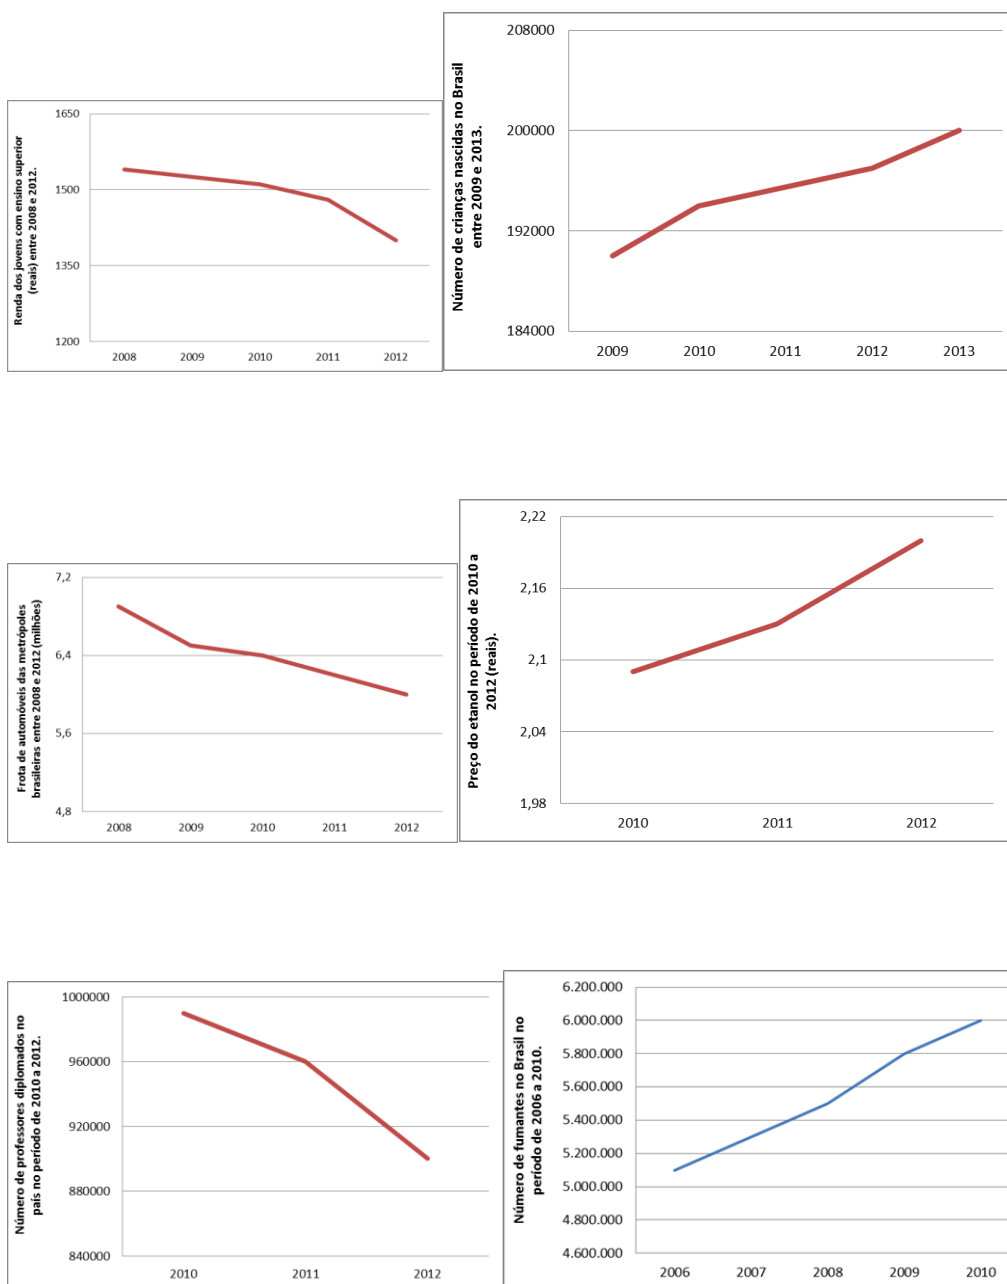 Renda dos jovens com ensino superior
(reais) entre 2008 e 2012.
1650
1500
1350
1200
2008 2009 2010 2011 2012
Número de crianças nascidas no Brasil
entre 2009 e 2013.
208000
200000
192000
184000
2009 2010 2011 2012 2013
Frota de automóveis das metrópoles
brasileiras entre 2008 e 2012 (milhões)
7,2
6,4
5,6
4,8
2008 2009 2010 2011 2012
Preço do etanol no período de 2010 a
2012 (reais).
2,22
2,16
2,1
2,04
1,98
2010 2011 2012
Número de professores diplomados no
país no período de 2010 a 2012.
1000000
960000
920000
880000
840000
2010 2011 2012
Número de fumantes no Brasil no
período de 2006 a 2010.
6.200.000
6.000.000
5.800.000
5.600.000
5.400.000
5.200.000
5.000.000
4.800.000
4.600.000
2006 2007 2008 2009 2010